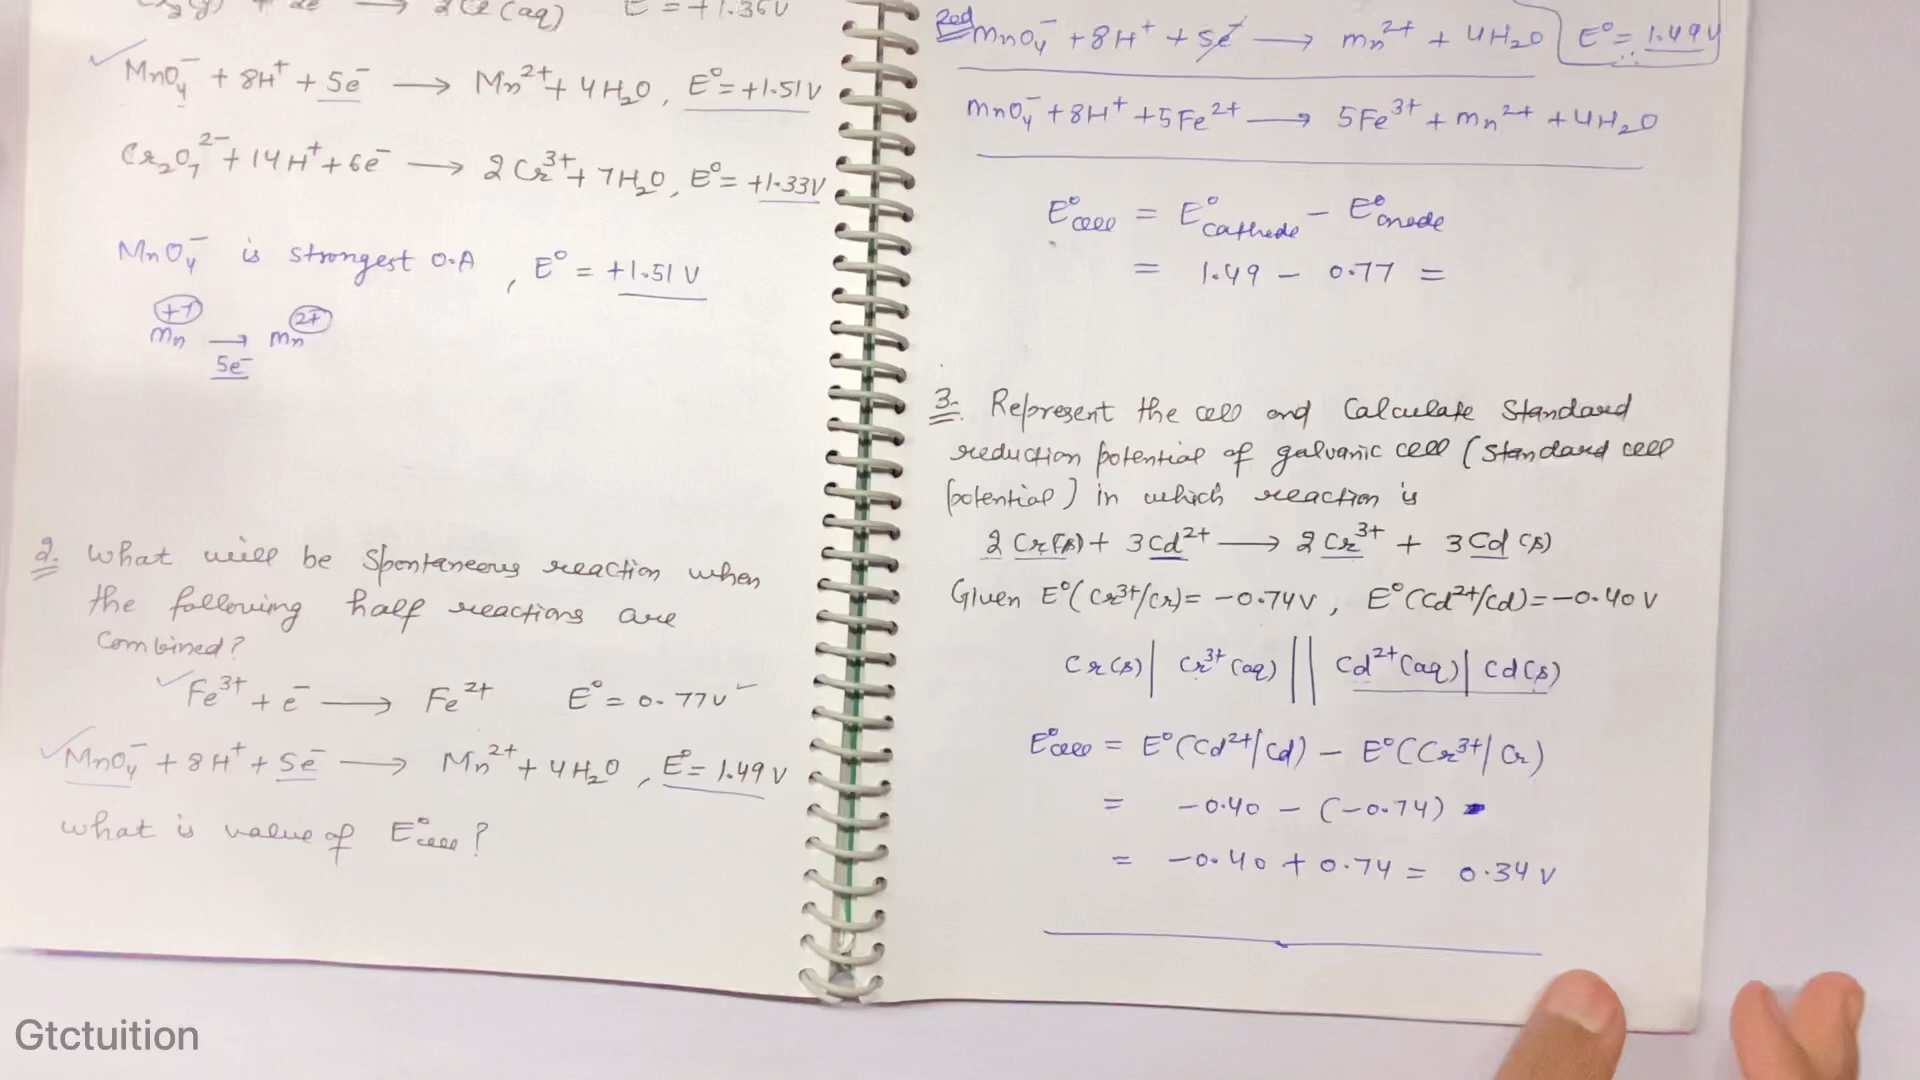 2Cl⁻(aq) E° = +1.36V
MnO₄⁻ + 8H⁺ + 5e⁻ ⟶ Mn²⁺ + 4H₂O, E° = +1.51V
Cr₂O₇²⁻ + 14H⁺ + 6e⁻ ⟶ 2Cr³⁺ + 7H₂O, E° = +1.33V
MnO₄⁻ is strongest O.A, E° = +1.51 V
+7 2+
Mn ⟶ Mn
5e⁻
2. What will be Spontaneous reaction when
the following half reactions are
Combined?
Fe³⁺ + e⁻ ⟶ Fe²⁺ E° = 0.77V
MnO₄⁻ + 8H⁺ + 5e⁻ ⟶ Mn²⁺ + 4H₂O, E° = 1.49 V
What is value of E°cell?
Red MnO₄⁻ + 8H⁺ + 5e⁻ ⟶ Mn²⁺ + 4H₂O E° = 1.49V
MnO₄⁻ + 8H⁺ + 5Fe²⁺ ⟶ 5Fe³⁺ + Mn²⁺ + 4H₂O
E°cell = E°cathode − E°anode
= 1.49 − 0.77 =
3. Represent the cell and Calculate Standard
reduction potential of galvanic cell (Standard cell
potential) in which reaction is
2Cr(s) + 3Cd²⁺ ⟶ 2Cr³⁺ + 3Cd(s)
Given E°(Cr³⁺/Cr) = −0.74V, E°(Cd²⁺/Cd) = −0.40 V
Cr(s) | Cr³⁺(aq) || Cd²⁺(aq) | Cd(s)
E°cell = E°(Cd²⁺/Cd) − E°(Cr³⁺/Cr)
= −0.40 − (−0.74)
= −0.40 + 0.74 = 0.34 V
Gtctuition